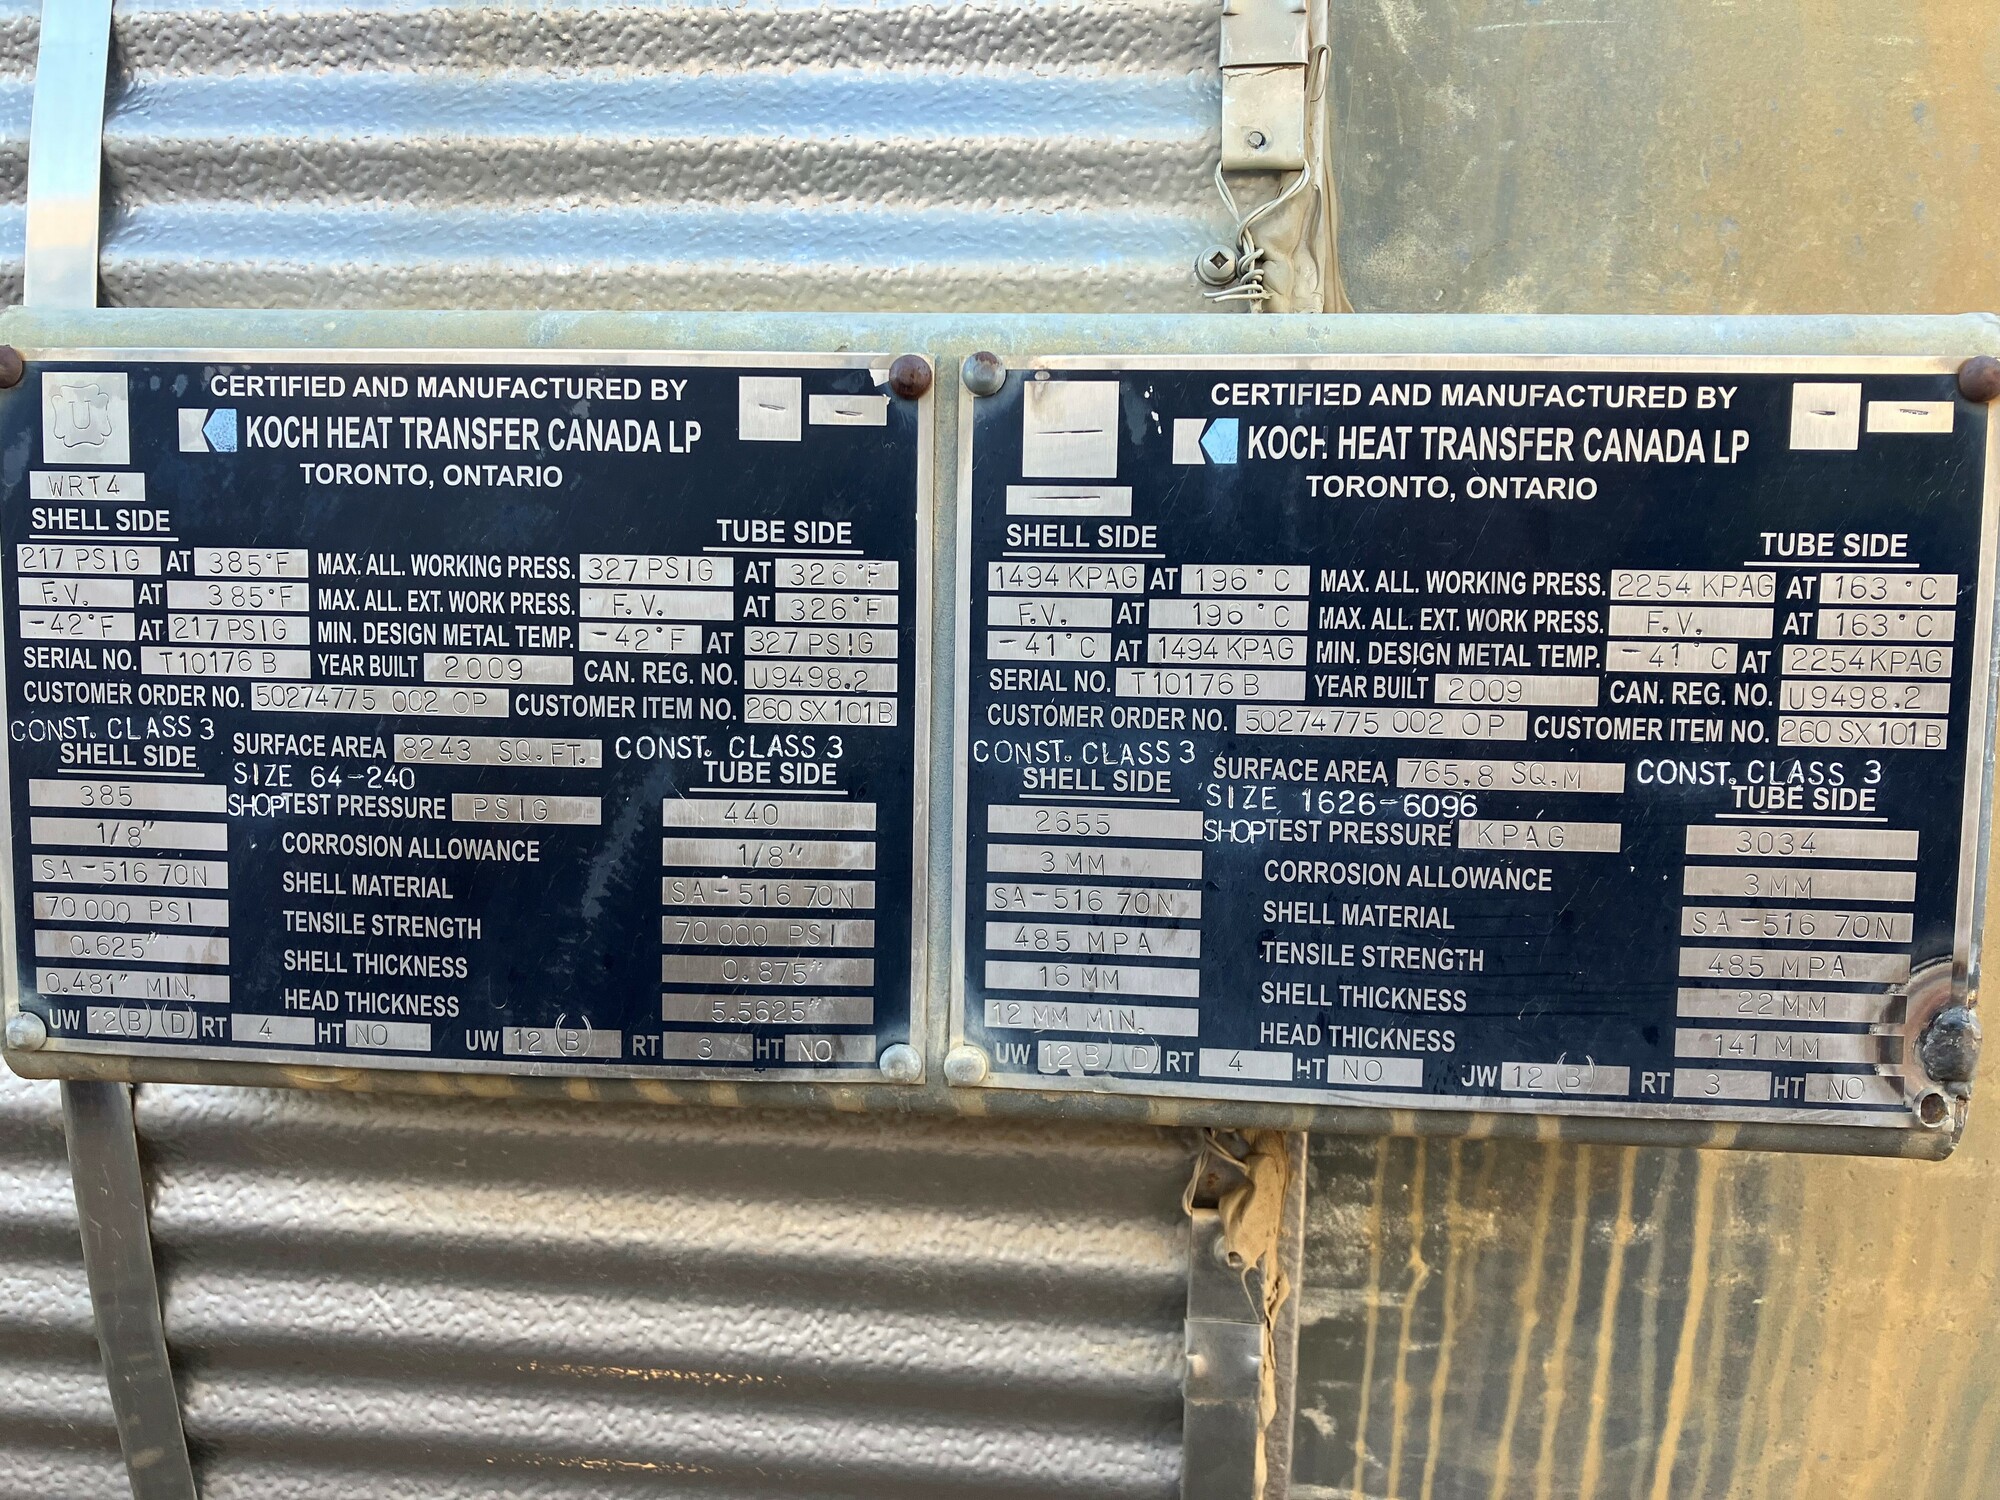 U
CERTIFIED AND MANUFACTURED BY
KOCH HEAT TRANSFER CANADA LP
TORONTO, ONTARIO
WRT4
SHELL SIDE TUBE SIDE
217 PSIG AT 385°F MAX. ALL. WORKING PRESS. 327 PSIG AT 326°F
F.V. AT 385°F MAX. ALL. EXT. WORK PRESS. F.V. AT 326°F
-42°F AT 217 PSIG MIN. DESIGN METAL TEMP. -42°F AT 327 PSIG
SERIAL NO. T10176 B YEAR BUILT 2009 CAN. REG. NO. U9498.2
CUSTOMER ORDER NO. 50274775 002 OP CUSTOMER ITEM NO. 260 SX 101B
CONST. CLASS 3 SURFACE AREA 8243 SQ.FT. CONST. CLASS 3
SHELL SIDE SIZE 64-240 TUBE SIDE
385 SHOP TEST PRESSURE PSIG 440
1/8" CORROSION ALLOWANCE 1/8"
SA-516 70N SHELL MATERIAL SA-516 70N
70 000 PSI TENSILE STRENGTH 70 000 PSI
0.625" SHELL THICKNESS 0.875"
0.481" MIN. HEAD THICKNESS 5.5625"
UW 12(B)(D) RT 4 HT NO UW 12(B) RT 3 HT NO
CERTIFIED AND MANUFACTURED BY
KOCH HEAT TRANSFER CANADA LP
TORONTO, ONTARIO
SHELL SIDE TUBE SIDE
1494 KPAG AT 196°C MAX. ALL. WORKING PRESS. 2254 KPAG AT 163°C
F.V. AT 196°C MAX. ALL. EXT. WORK PRESS. F.V. AT 163°C
-41°C AT 1494 KPAG MIN. DESIGN METAL TEMP. -41°C AT 2254 KPAG
SERIAL NO. T10176 B YEAR BUILT 2009 CAN. REG. NO. U9498.2
CUSTOMER ORDER NO. 50274775 002 OP CUSTOMER ITEM NO. 260 SX 101B
CONST. CLASS 3 SURFACE AREA 765.8 SQ.M CONST. CLASS 3
SHELL SIDE SIZE 1626-6096 TUBE SIDE
2655 SHOP TEST PRESSURE KPAG 3034
3 MM CORROSION ALLOWANCE 3 MM
SA-516 70N SHELL MATERIAL SA-516 70N
485 MPA TENSILE STRENGTH 485 MPA
16 MM SHELL THICKNESS 22 MM
12 MM MIN. HEAD THICKNESS 141 MM
UW 12(B)(D) RT 4 HT NO UW 12(B) RT 3 HT NO